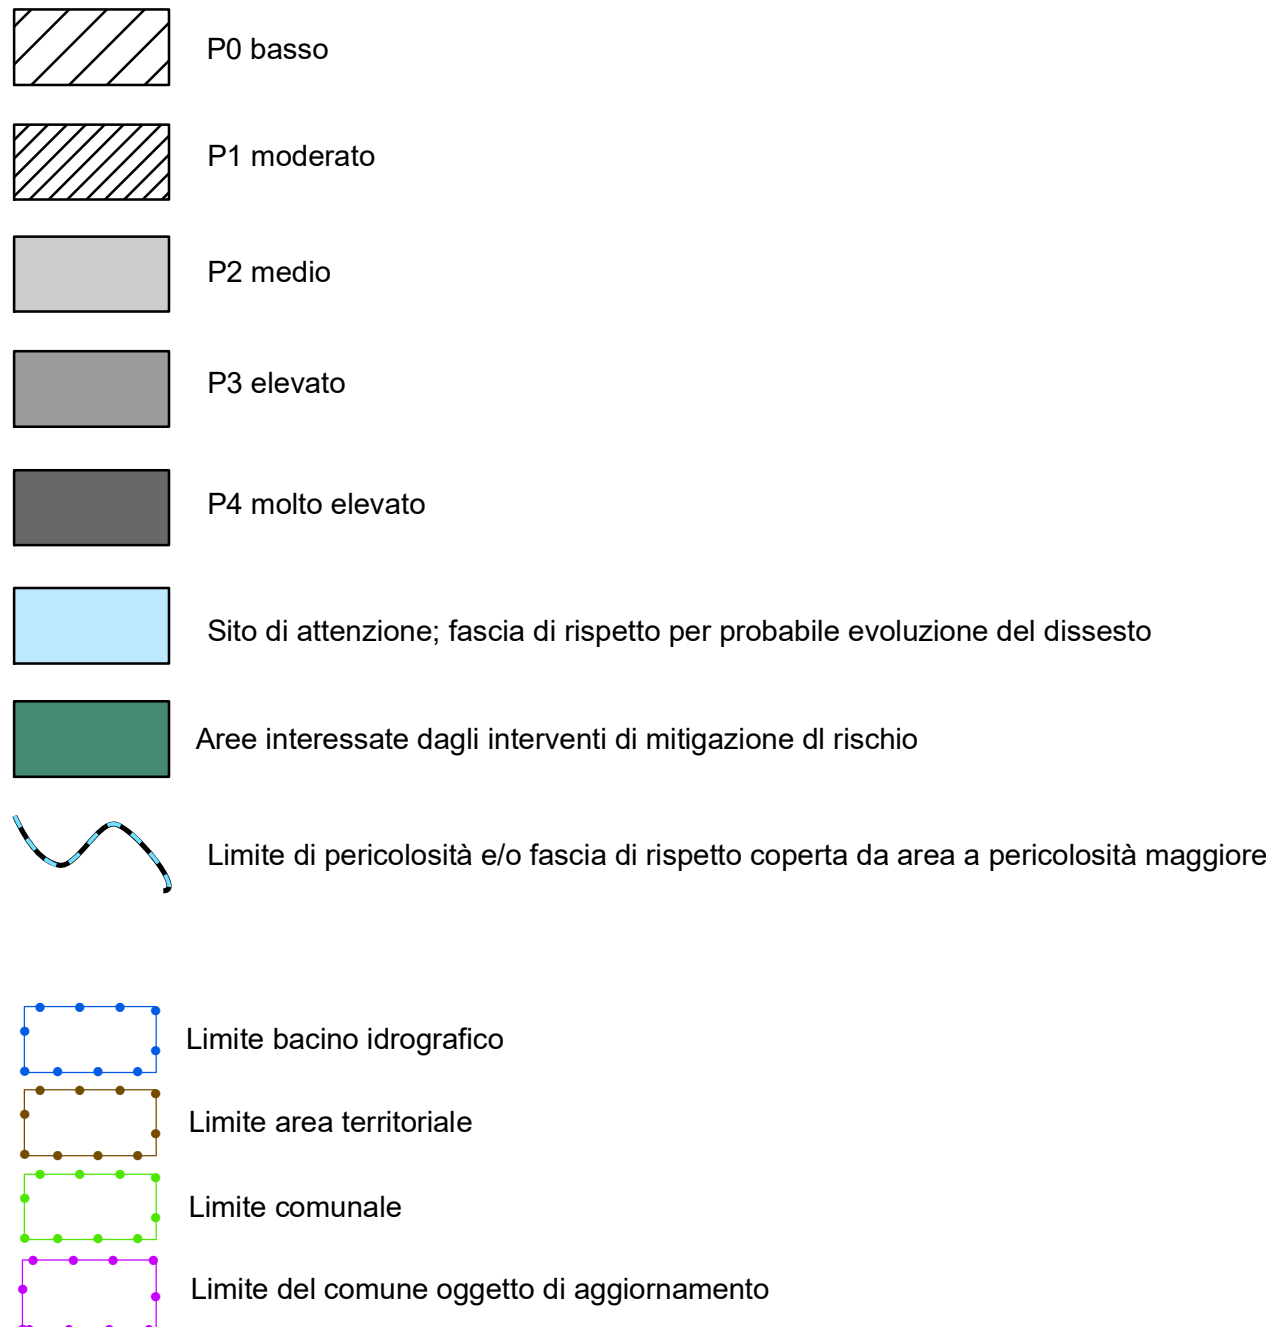 P0 basso
P1 moderato
P2 medio
P3 elevato
P4 molto elevato
Sito di attenzione; fascia di rispetto per probabile evoluzione del dissesto
Aree interessate dagli interventi di mitigazione dl rischio
Limite di pericolosità e/o fascia di rispetto coperta da area a pericolosità maggiore
Limite bacino idrografico
Limite area territoriale
Limite comunale
Limite del comune oggetto di aggiornamento